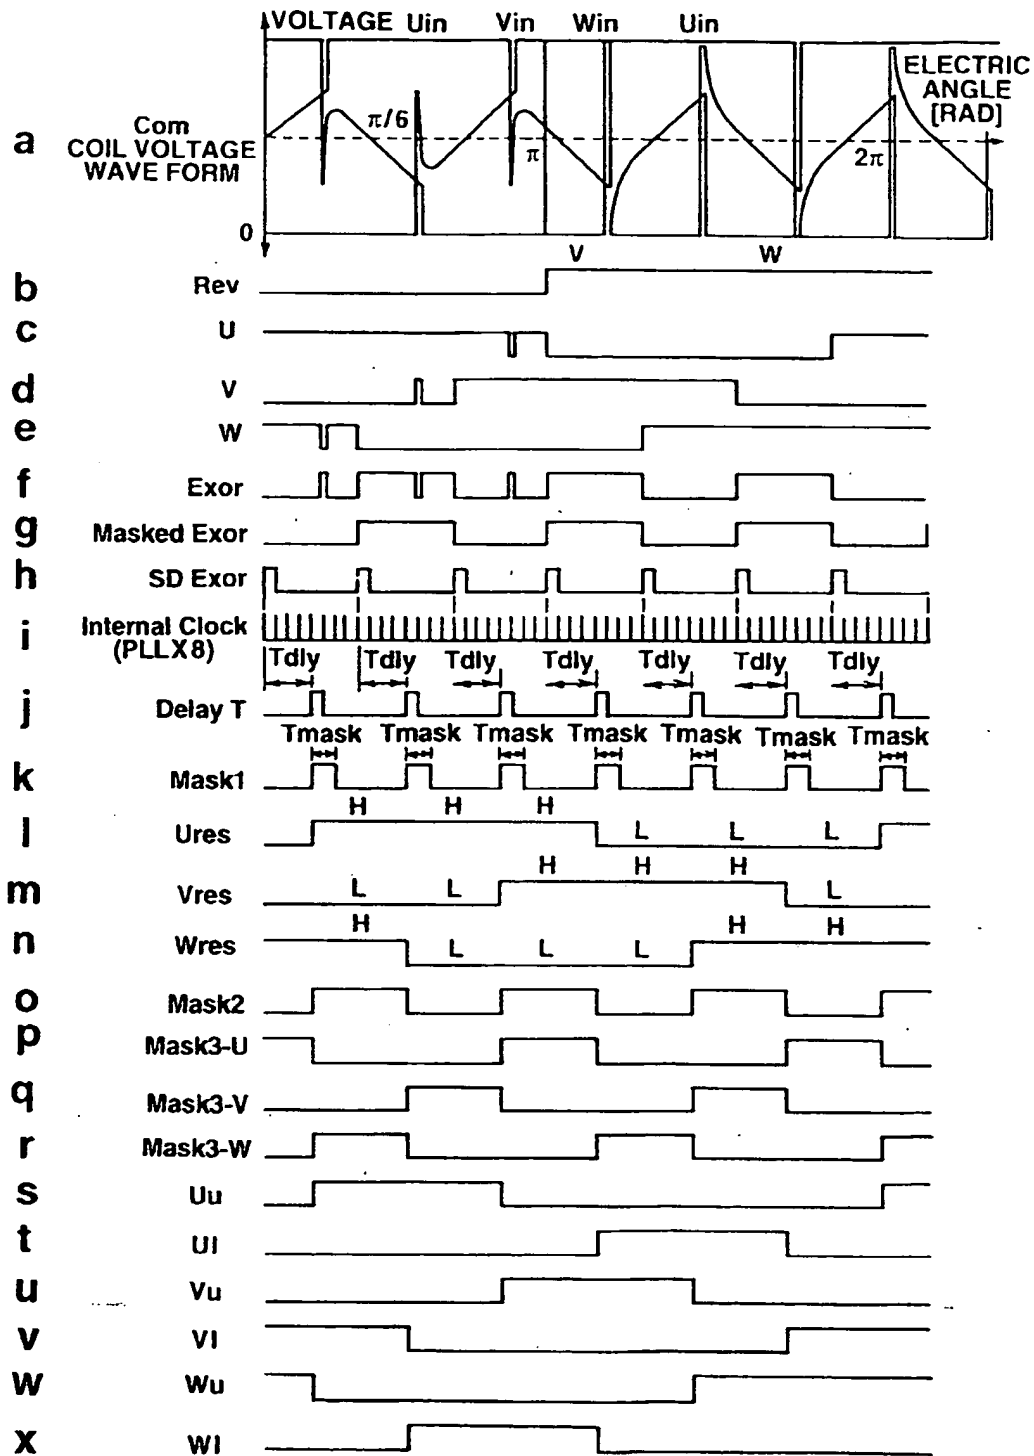 VOLTAGE Uin Vin Win Uin
ELECTRIC
ANGLE
[RAD]
a
Com
COIL VOLTAGE
WAVE FORM
π/6
π
2π
0
V W
b Rev
c U
d V
e W
f Exor
g Masked Exor
h SD Exor
i Internal Clock
(PLLX8)
Tdly Tdly Tdly Tdly Tdly Tdly Tdly
j Delay T
Tmask Tmask Tmask Tmask Tmask Tmask Tmask
k Mask1
H H H
l Ures L L L
H H H
m Vres L L L
H H H
n Wres L L L
o Mask2
p Mask3-U
q Mask3-V
r Mask3-W
s Uu
t Ul
u Vu
v Vl
w Wu
x Wl